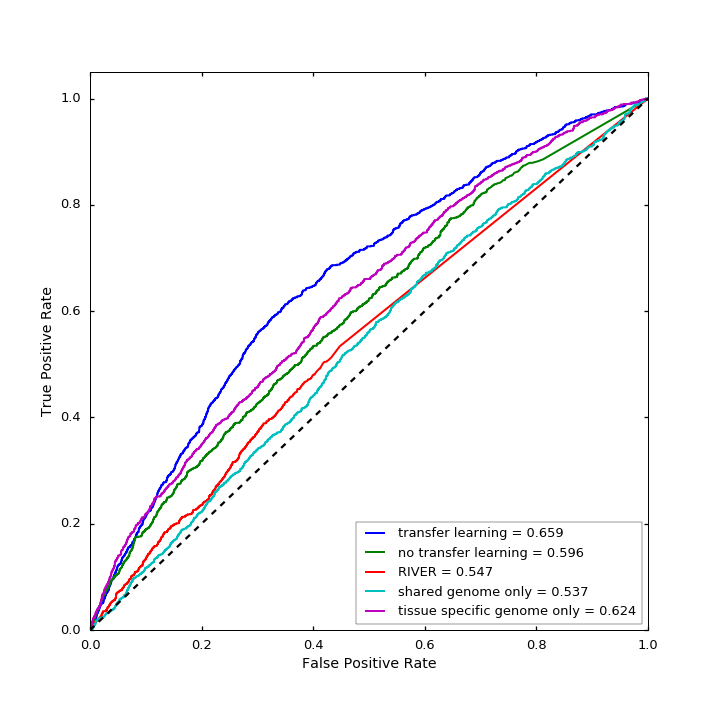 1.0
0.8
0.6
0.4
0.2
0.0
True Positive Rate
0.0 0.2 0.4 0.6 0.8 1.0
False Positive Rate
transfer learning = 0.659
no transfer learning = 0.596
RIVER = 0.547
shared genome only = 0.537
tissue specific genome only = 0.624